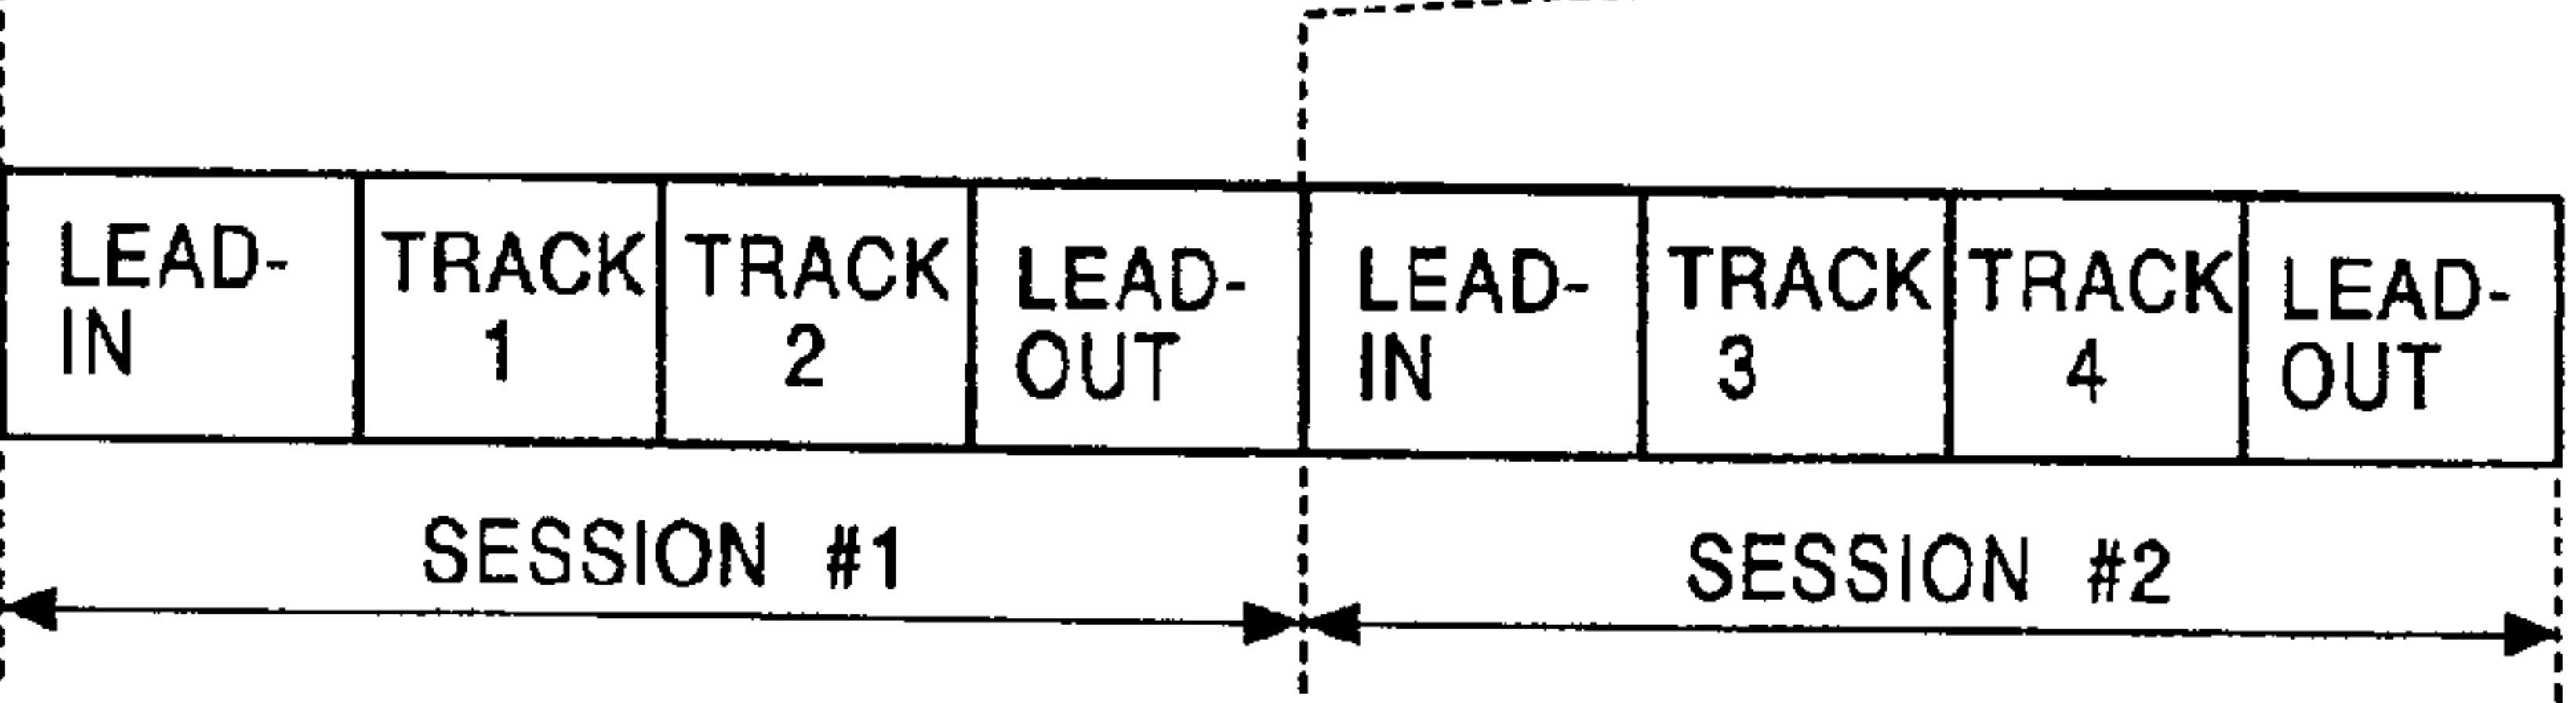 LEAD-
IN
TRACK
1
TRACK
2
LEAD-
OUT
LEAD-
IN
TRACK
3
TRACK
4
LEAD-
OUT
SESSION #1
SESSION #2